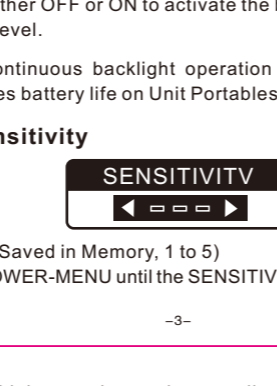 ther OFF or ON to activate the
evel.
ontinuous backlight operation
es battery life on Unit Portables
nsitivity
SENSITIVITV
Saved in Memory, 1 to 5)
OWER-MENU until the SENSITIV
–3–